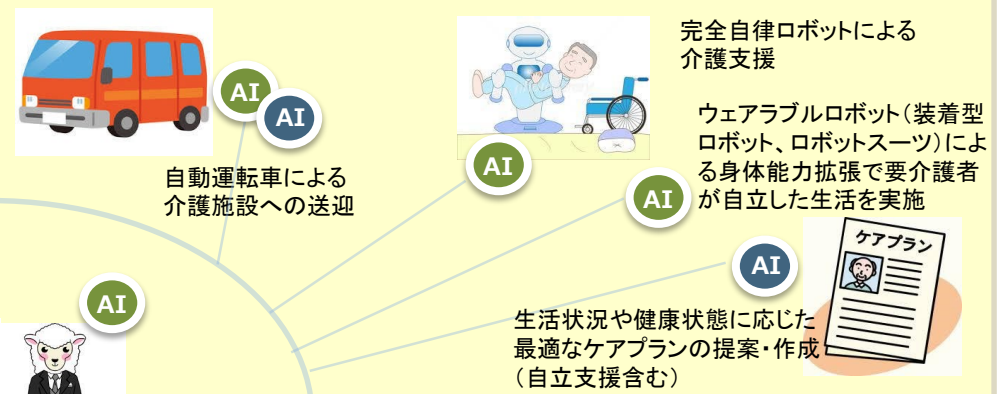 完全自律ロボットによる
介護支援
AI
AI
自動運転車による
介護施設への送迎
AI
ウェアラブルロボット（装着型
ロボット、ロボットスーツ）によ
る身体能力拡張で要介護者
が自立した生活を実施
AI
ケアプラン
AI
生活状況や健康状態に応じた
最適なケアプランの提案・作成
（自立支援含む）
AI